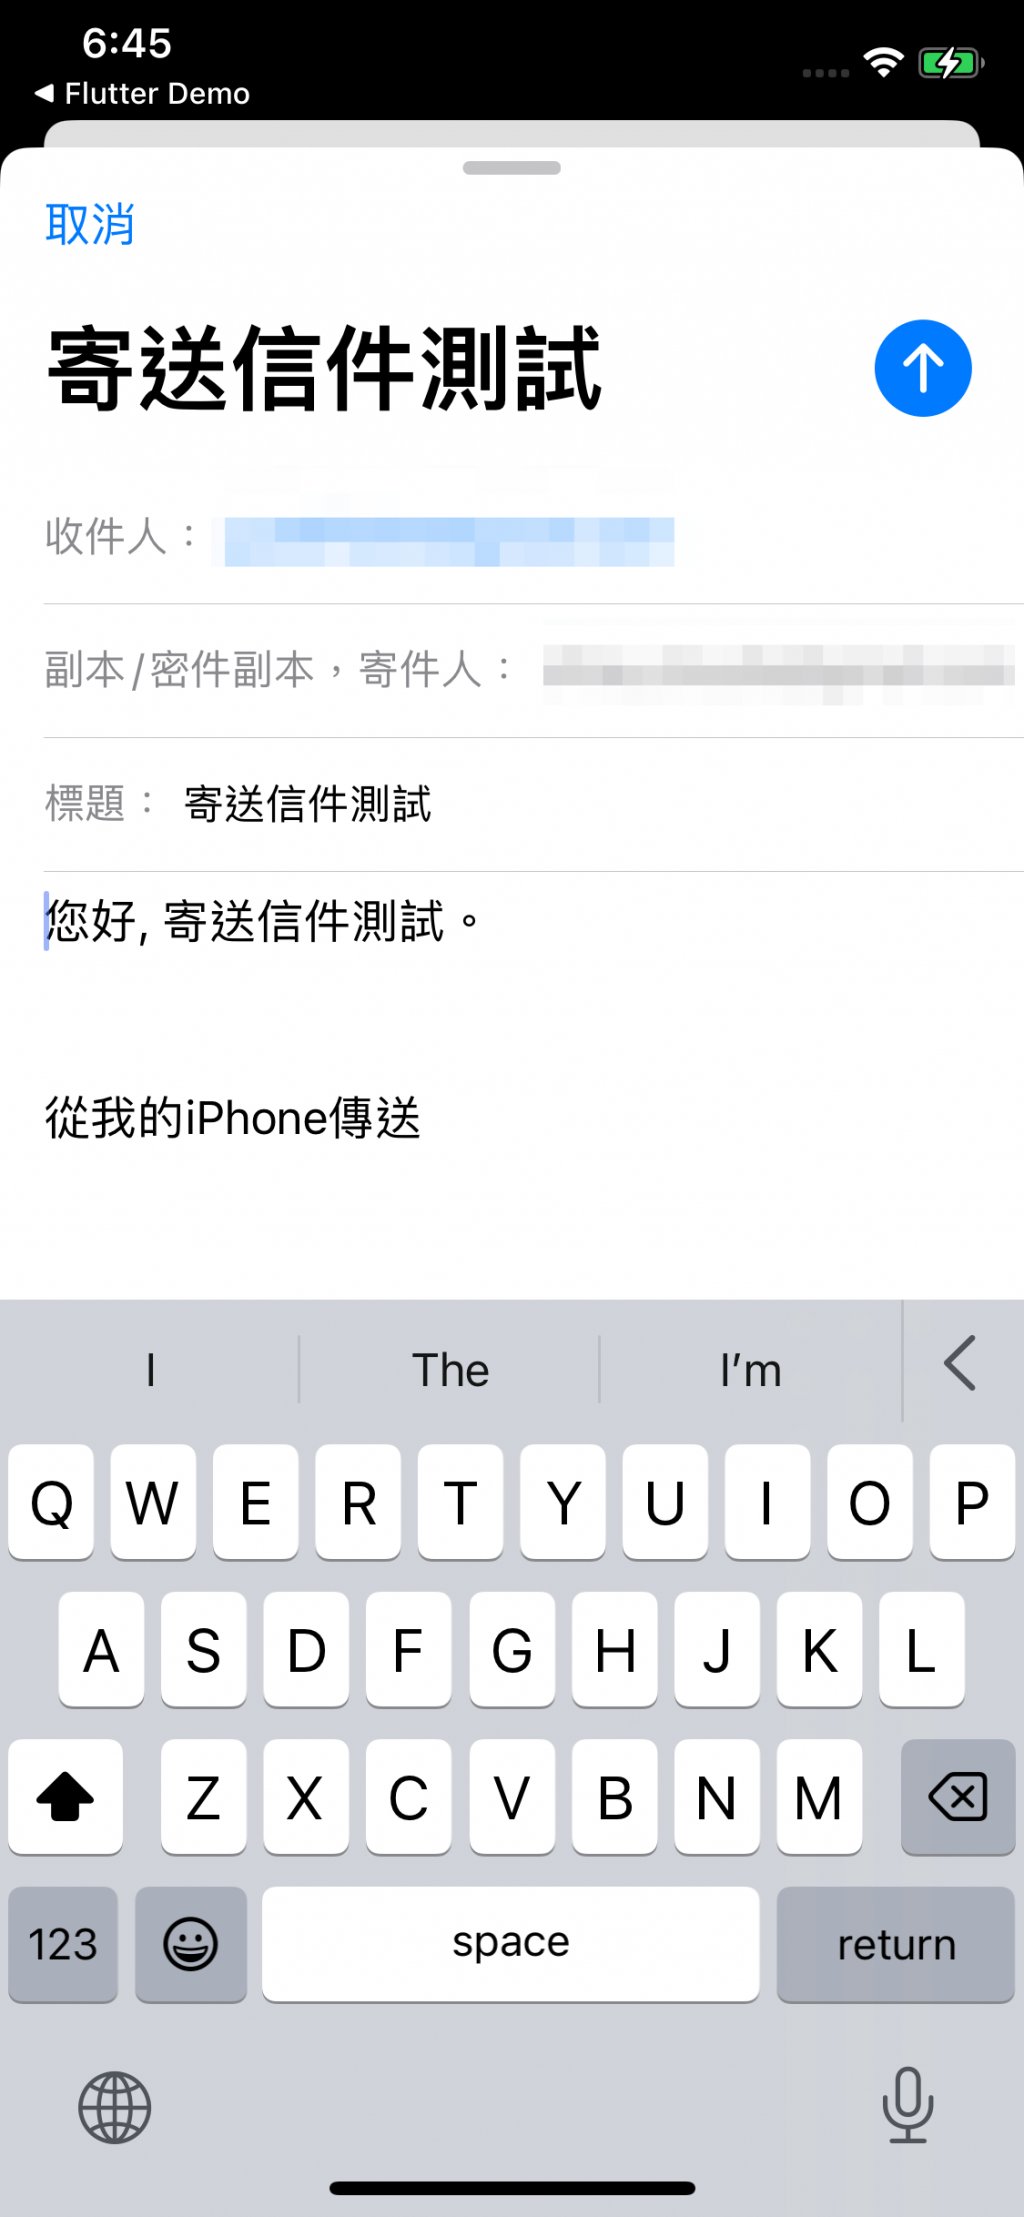 6:45
◀ Flutter Demo
取消
寄送信件測試
收件人：
副本/密件副本，寄件人：
標題： 寄送信件測試
您好, 寄送信件測試。
從我的iPhone傳送
I The I’m
Q W E R T Y U I O P
A S D F G H J K L
Z X C V B N M
123 space return